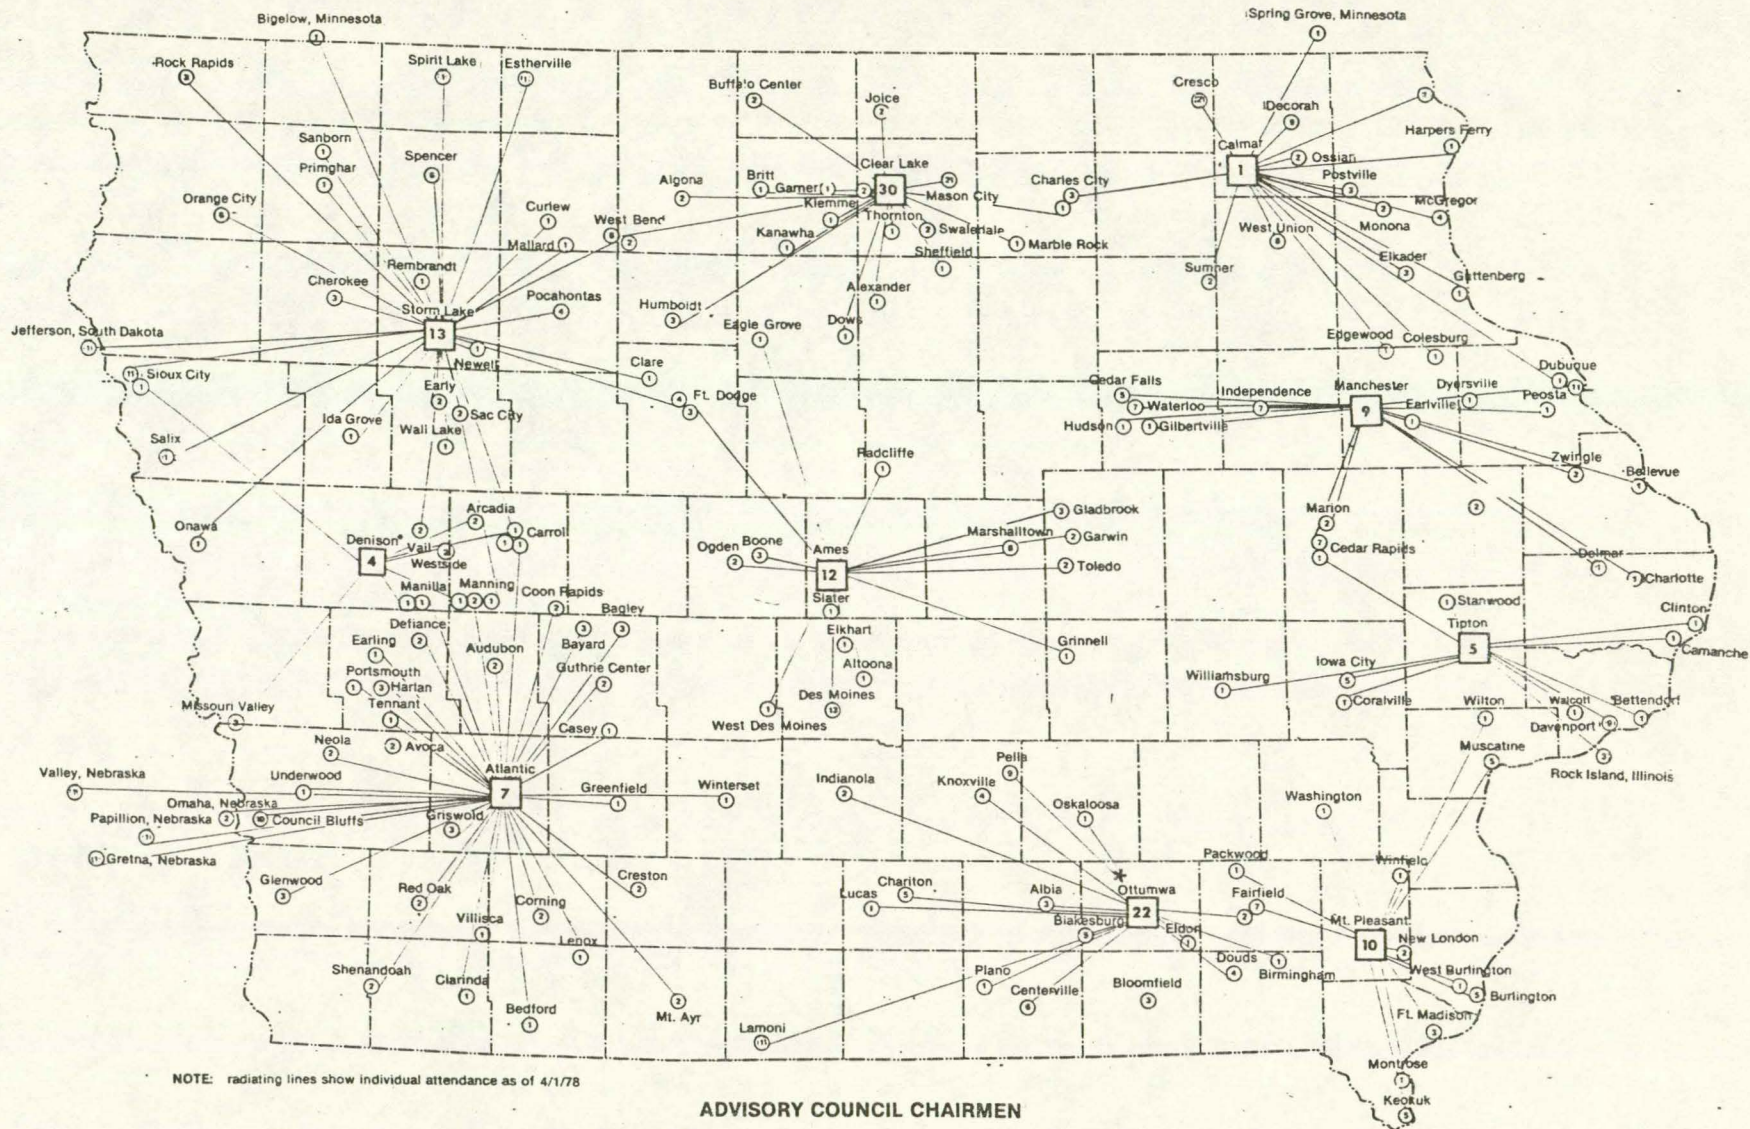 Bigelow, Minnesota
Spring Grove, Minnesota
Rock Rapids
Spirit Lake
Estherville
Buffalo Center
Joice
Cresco
Decorah
Harpers Ferry
Sanborn
Primghar
Spencer
Calmar
1
Ossian
Postville
Clear Lake
30
Algona
Britt
Garner
Klemme
Mason City
Charles City
McGregor
Orange City
Curlew
West Bend
Mallard
Kanawha
Thornton
Swaledale
Sheffield
Marble Rock
West Union
Monona
Elkader
Guttenberg
Sumner
Rembrandt
Cherokee
Storm Lake
13
Pocahontas
Humboldt
Alexander
Dows
Eagle Grove
Edgewood
Colesburg
Jefferson, South Dakota
Sioux City
Newell
Clare
Dubuque
Early
Sac City
Ft. Dodge
Cedar Falls
Waterloo
Independence
Manchester
9
Dyersville
Earlville
Peosta
Ida Grove
Wall Lake
Hudson
Gilbertville
Salix
Radcliffe
Zwingle
Bellevue
Onawa
Arcadia
Carroll
Denison
4
Vail
Westside
Gladbrook
Marshalltown
Garwin
Toledo
Ogden
Boone
Ames
12
Marion
Cedar Rapids
Delmar
Charlotte
Manilla
Manning
Coon Rapids
Bagley
Slater
Stanwood
Clinton
Defiance
Earling
Audubon
Bayard
Elkhart
Grinnell
Tipton
5
Camanche
Portsmouth
Harlan
Tennant
Guthrie Center
Altoona
Iowa City
Williamsburg
Coralville
Missouri Valley
Des Moines
West Des Moines
Wilton
Walcott
Bettendorf
Davenport
Casey
Neola
Avoca
Pella
Muscatine
Valley, Nebraska
Underwood
Atlantic
7
Greenfield
Winterset
Indianola
Knoxville
Rock Island, Illinois
Omaha, Nebraska
Papillion, Nebraska
Council Bluffs
Griswold
Oskaloosa
Washington
Gretna, Nebraska
Glenwood
Red Oak
Corning
Creston
Packwood
Winfield
Villisca
Lucas
Chariton
Albia
Ottumwa
22
Blakesburg
Eldon
Fairfield
Mt. Pleasant
10
New London
Lenox
Shenandoah
Clarinda
Bedford
Mt. Ayr
Lamoni
Plano
Centerville
Bloomfield
Douds
Birmingham
West Burlington
Burlington
Ft. Madison
Montrose
Keokuk
NOTE: radiating lines show individual attendance as of 4/1/78
ADVISORY COUNCIL CHAIRMEN